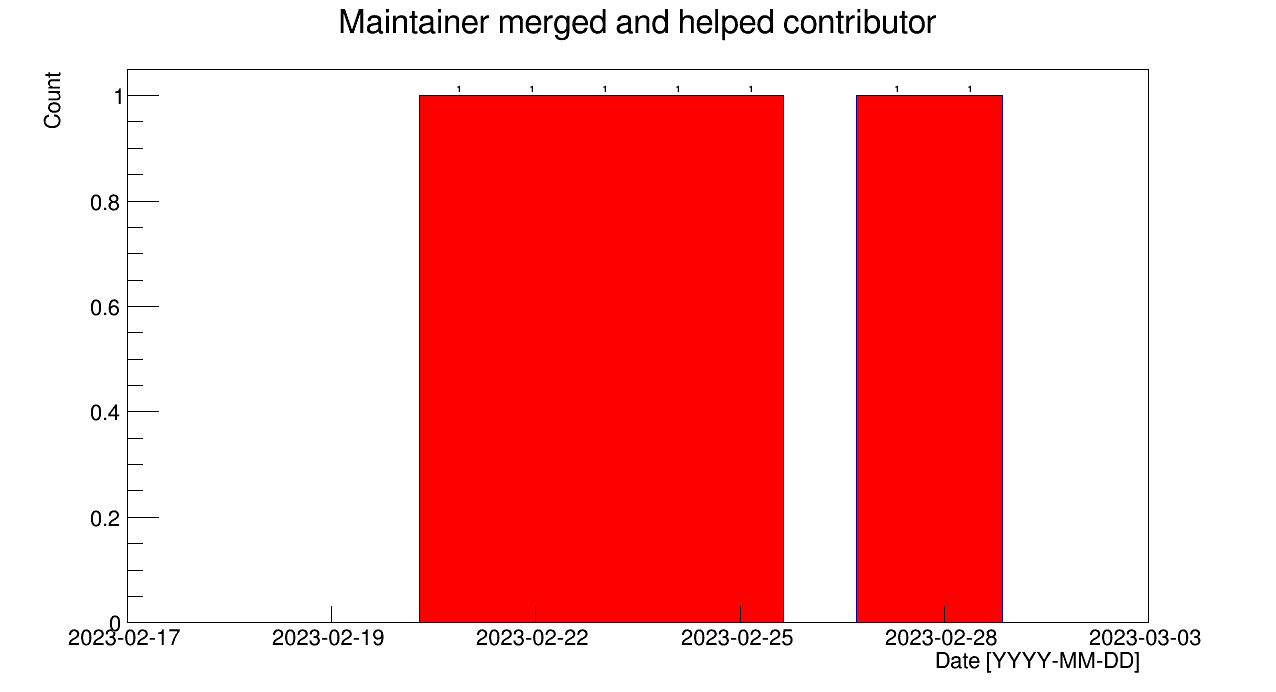 Maintainer merged and helped contributor
Count
1 1 1 1 1 1 1
1
0.8
0.6
0.4
0.2
0
2023-02-17 2023-02-19 2023-02-22 2023-02-25 2023-02-28 2023-03-03
Date [YYYY-MM-DD]